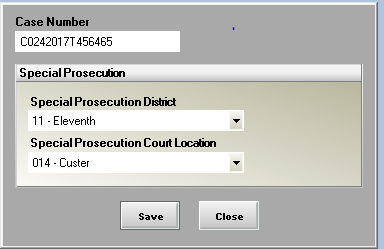 Case Number
C0242017T456465
Special Prosecution
Special Prosecution District
11 - Eleventh
Special Prosecution Court Location
014 - Custer
Save Close